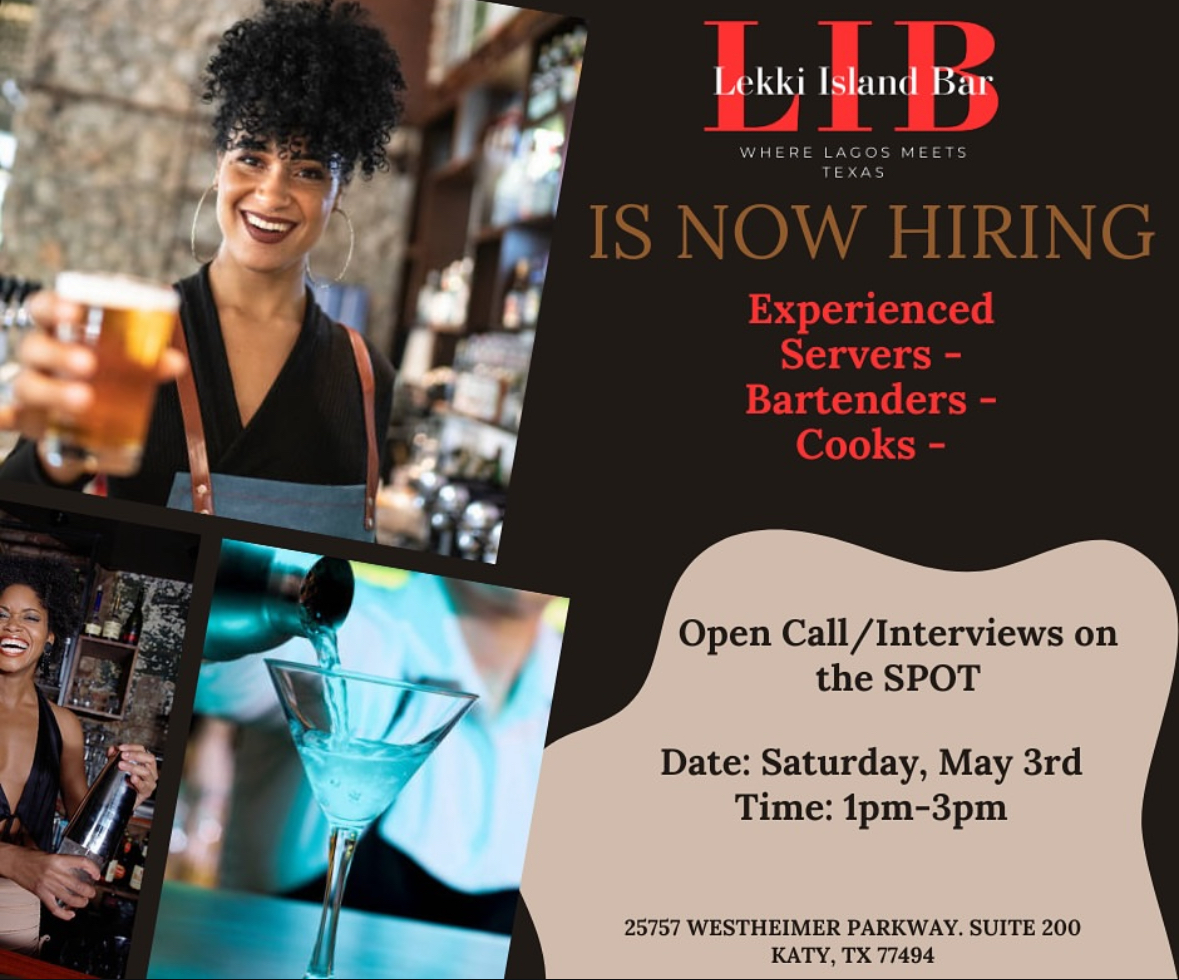 LIB
Lekki Island Bar
WHERE LAGOS MEETS
TEXAS
IS NOW HIRING
Experienced
Servers -
Bartenders -
Cooks -
Open Call/Interviews on
the SPOT
Date: Saturday, May 3rd
Time: 1pm-3pm
25757 WESTHEIMER PARKWAY. SUITE 200
KATY, TX 77494